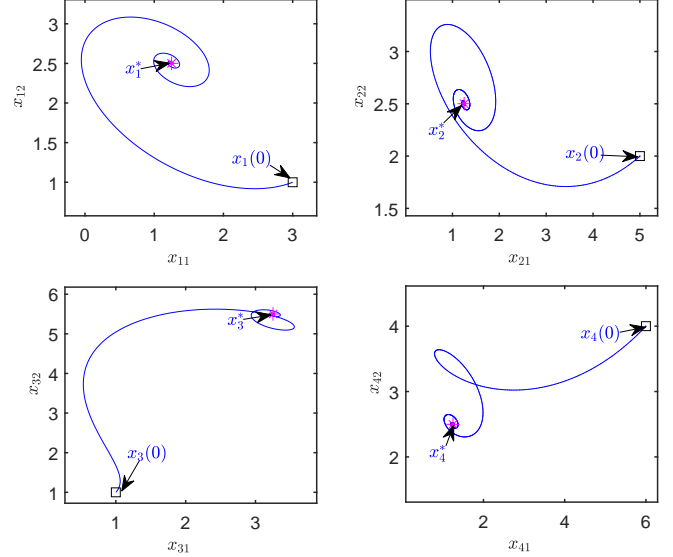 3
2.5
2
1.5
1
x₁₂
x₁*
x₁(0)
0 1 2 3
x₁₁
3.5
3
2.5
2
1.5
x₂₂
x₂*
x₂(0)
1 2 3 4 5
x₂₁
6
5
4
3
2
1
x₃₂
x₃*
x₃(0)
1 2 3
x₃₁
4
3
2
x₄₂
x₄(0)
x₄*
2 4 6
x₄₁